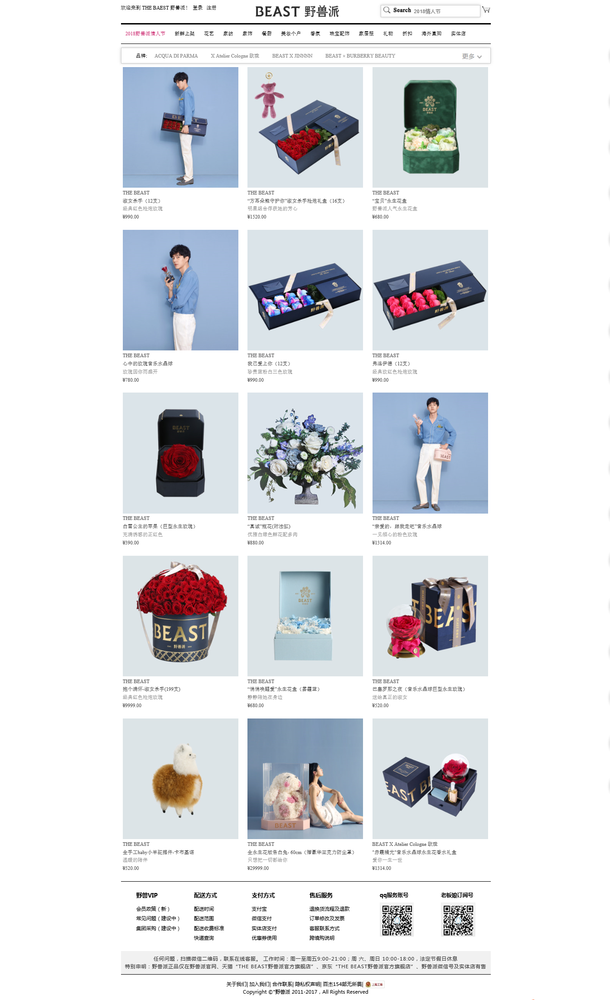 欢迎来到 THE BAEST 野兽派！ 登录 注册
BEAST 野兽派
Search 2018情人节
2018野兽派情人节 新鲜上架 花艺 家纺 家饰 餐厨 美妆个户 香氛 珠宝配饰 家居服 礼物 折扣 海外直购 实体店
品牌: ACQUA DI PARMA X Atelier Cologne 欧珑 BEAST X JINNNN BEAST × BURBERRY BEAUTY 更多
THE BEAST
淑女杀手（12支）
经典红色枪炮玫瑰
¥990.00
THE BEAST
“方耳朵熊守护你”淑女杀手枪炮礼盒（16支）
明星组合俘获她的芳心
¥1520.00
BEAST
野兽派
THE BEAST
“宝贝”永生花盒
野兽派人气永生花盒
¥680.00
THE BEAST
心中的玫瑰音乐水晶球
玫瑰因你而盛开
¥780.00
野兽派
THE BEAST
我已爱上你（12支）
珍贵蓝粉白三色玫瑰
¥990.00
野兽派
THE BEAST
弗洛伊德（12支）
经典玫红色枪炮玫瑰
¥990.00
BEAST
野兽派
THE BEAST
白雪公主的苹果（巨型永生玫瑰）
充满诱惑的正红色
¥390.00
THE BEAST
“真诚”瓶花(附法缸)
优雅白绿色鲜花配多肉
¥880.00
BEAST
THE BEAST
“亲爱的，跟我走吧”音乐水晶球
一见倾心的粉色玫瑰
¥1314.00
BEAST
野兽派
THE BEAST
抱个满怀-淑女杀手(199支)
经典红色枪炮玫瑰
¥9999.00
BEAST
THE BEAST
“悄悄唤醒爱”永生花盒（雾霾蓝）
静静陪她在身边
¥680.00
BEAST
THE BEAST
巴塞罗那之夜（音乐水晶球巨型永生玫瑰）
送给真正的淑女
¥520.00
THE BEAST
全手工baby小羊驼摆件-卡布基诺
温暖的陪伴
¥520.00
BEAST
THE BEAST
全永生花版告白兔- 60cm（赠豪华亚克力防尘罩）
只想把一切都给你
¥29999.00
BEAST
BEAST X Atelier Cologne 欧珑
"赤霞橘光"音乐水晶球永生花香水礼盒
爱你一生一世
¥1314.00
野兽VIP
会员政策（新）
常见问题（建设中）
集团采购（建设中）
配送方式
配送时间
配送范围
配送收费标准
快递查询
支付方式
支付宝
微信支付
实体店支付
优惠券使用
售后服务
退换货流程及退款
订单修改及发票
客服联系方式
跨境购说明
qq服务账号
老板娘订阅号
任何问题，扫描微信二维码，联系在线客服。 工作时间：周一至周五9:00-21:00；周 六、周日 10:00-18:00，法定节假日休息
特别申明：野兽派正品仅在野兽派官网、天猫“THE BEAST野兽派官方旗舰店”、京东“THE BEAST野兽派官方旗舰店”、野兽派微信号及实体店有售
关于我们| 加入我们| 合作联系| 隐私权声明| 百杰154部无所畏| 上海工商
Copyright ©"野兽派 2011-2017，All Rights Reserved